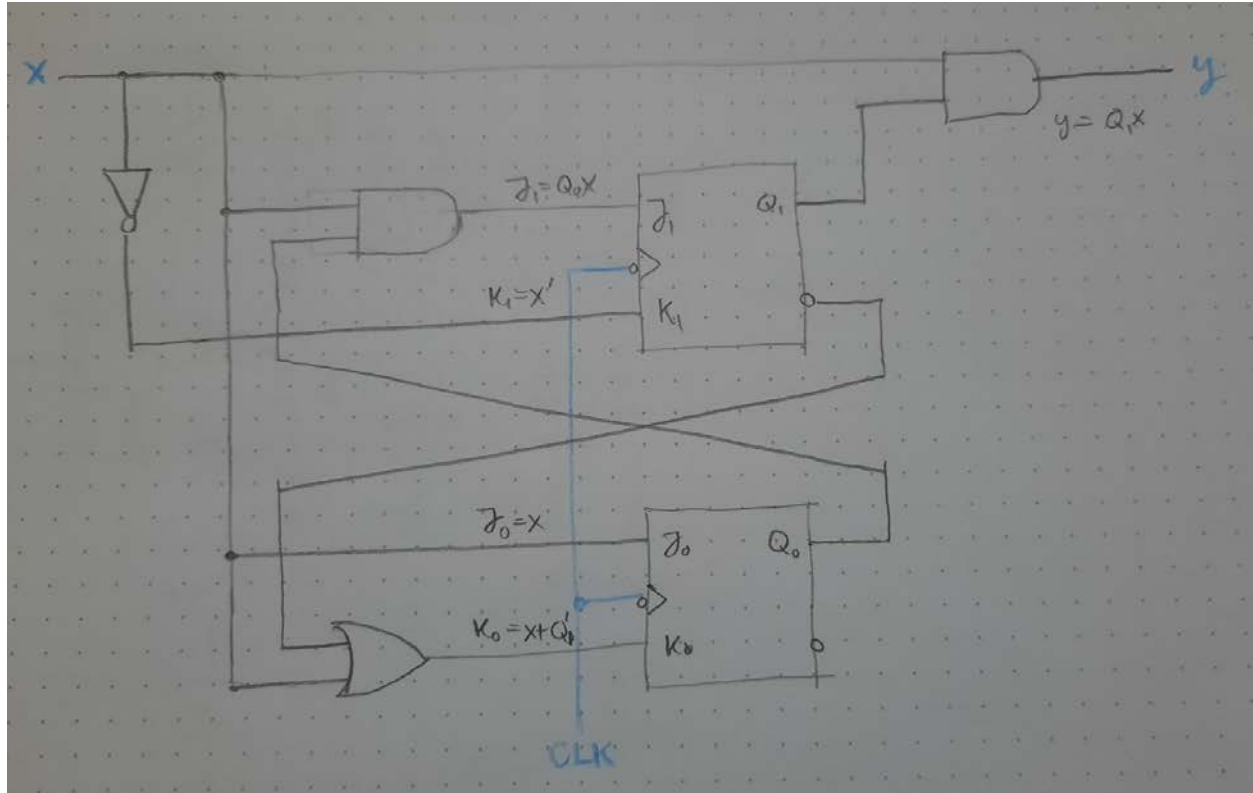 x
y
y = Q₁x
J₁=Q₀x
J₁
Q₁
K₁=x'
K₁
J₀=x
J₀
Q₀
K₀=x+Q₁'
K₀
CLK